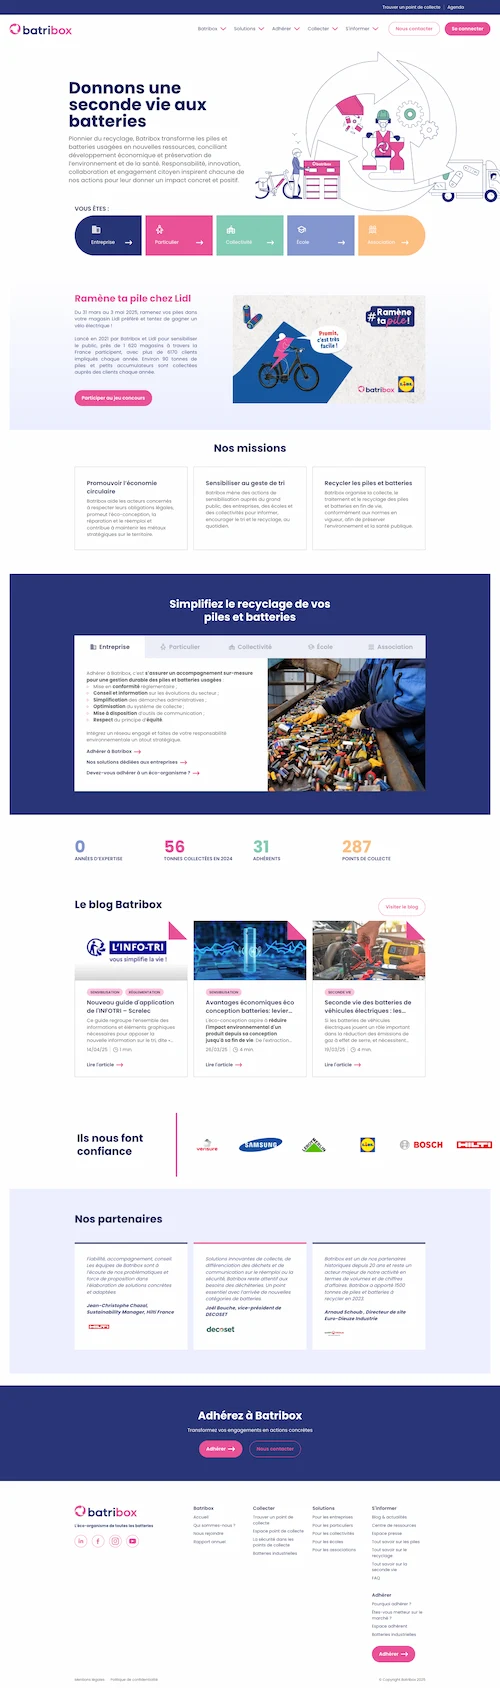 Trouver un point de collecte
Agenda
batribox
Batribox
Solutions
Adhérer
Collecter
S'informer
Nous contacter
Se connecter
Donnons une
seconde vie aux
batteries
Pionnier du recyclage, Batribox transforme les piles et
batteries usagées en nouvelles ressources, conciliant
développement économique et préservation de
l'environnement et de la santé. Responsabilité, innovation,
collaboration et engagement citoyen inspirent chacune de
nos actions pour leur donner un impact concret et positif.
VOUS ÊTES :
Entreprise
Particulier
Collectivité
École
Association
Ramène ta pile chez Lidl
Du 31 mars au 3 mai 2025, ramenez vos piles dans
votre magasin Lidl préféré et tentez de gagner un
vélo électrique !
Lancé en 2021 par Batribox et Lidl pour sensibiliser
le public, près de 1 620 magasins à travers la
France participent, avec plus de 6170 clients
impliqués chaque année. Environ 90 tonnes de
piles et petits accumulateurs sont collectées
auprès des clients chaque année.
Participer au jeu concours
#Ramène
ta pile !
Promis,
c'est très
facile !
batribox
LIDL
Nos missions
Promouvoir l'économie
circulaire
Batribox aide les acteurs concernés
à respecter leurs obligations légales,
promeut l'éco-conception, la
réparation et le réemploi et
contribue à maintenir les métaux
stratégiques sur le territoire.
Sensibiliser au geste de tri
Batribox mène des actions de
sensibilisation auprès du grand
public, des entreprises, des écoles et
des collectivités pour informer,
encourager le tri et le recyclage, au
quotidien.
Recycler les piles et batteries
Batribox organise la collecte, le
traitement et le recyclage des piles
et batteries en fin de vie,
conformément aux normes en
vigueur, afin de préserver
l'environnement et la santé publique.
Simplifiez le recyclage de vos
piles et batteries
Entreprise
Particulier
Collectivité
École
Association
Adhérer à Batribox, c'est s'assurer un accompagnement sur-mesure
pour une gestion durable des piles et batteries usagées :
Mise en conformité réglementaire ;
Conseil et information sur les évolutions du secteur ;
Simplification des démarches administratives ;
Optimisation du système de collecte ;
Mise à disposition d'outils de communication ;
Respect du principe d'équité.
Intégrer un réseau engagé et faites de votre responsabilité
environnementale un atout stratégique.
Adhérer à Batribox
Nos solutions dédiées aux entreprises
Devez-vous adhérer à un éco-organisme ?
0
ANNÉES D'EXPERTISE
56
TONNES COLLECTÉES EN 2024
31
ADHÉRENTS
287
POINTS DE COLLECTE
Le blog Batribox
Visiter le blog
L'INFO-TRI
vous simplifie la vie !
SENSIBILISATION
RÉGLEMENTATION
Nouveau guide d'application
de l'INFOTRI – Screlec
Ce guide regroupe l'ensemble des
informations et éléments graphiques
nécessaires pour apposer la
nouvelle information sur le tri, dite «...
14/04/25
1 min
Lire l'article
SENSIBILISATION
Avantages économiques éco
conception batteries: levier...
L'éco-conception aspire à réduire
l'impact environnemental d'un
produit depuis sa conception
jusqu'à sa fin de vie. De l'extraction...
26/03/25
4 min
Lire l'article
SECONDE VIE
Seconde vie des batteries de
véhicules électriques : les...
Si les batteries de véhicules
électriques jouent un rôle important
dans la réduction des émissions de
gaz à effet de serre, et nécessitent...
19/03/25
4 min
Lire l'article
Ils nous font
confiance
verisure
SAMSUNG
LEROY MERLIN
LIDL
BOSCH
HILTI
Nos partenaires
Fiabilité, accompagnement, conseil.
Les équipes de Batribox sont à
l'écoute de nos problématiques et
force de proposition dans
l'élaboration de solutions concrètes
et adaptées
Jean-Christophe Chazal,
Sustainability Manager, Hilti France
HILTI
Solutions innovantes de collecte, de
différenciation des déchets et de
communication sur le réemploi ou la
sécurité, Batribox reste attentif aux
besoins des déchèteries. Un point
essentiel avec l'arrivée de nouvelles
catégories de batteries.
Joël Bouche, vice-président de
DECOSET
decoset
Batribox est un de nos partenaires
historiques depuis 20 ans et reste un
acteur majeur de notre activité en
termes de volumes et de chiffres
d'affaires. Batribox a apporté 1500
tonnes de piles et batteries à
recycler en 2023.
Arnaud Schaub , Directeur de site
Euro-Dieuze Industrie
Adhérez à Batribox
Transformez vos engagements en actions concrètes
Adhérer
Nous contacter
batribox
L'éco-organisme de toutes les batteries
Batribox
Accueil
Qui sommes-nous ?
Nous rejoindre
Rapport annuel
Collecter
Trouver un point de
collecte
Espace point de collecte
La sécurité dans les
points de collecte
Batteries industrielles
Solutions
Pour les entreprises
Pour les particuliers
Pour les collectivités
Pour les écoles
Pour les associations
S'informer
Blog & actualités
Centre de ressources
Espace presse
Tout savoir sur les piles
Tout savoir sur le
recyclage
Tout savoir sur la
seconde vie
FAQ
Adhérer
Pourquoi adhérer ?
Êtes-vous metteur sur le
marché ?
Espace adhérent
Batteries industrielles
Adhérer
Mentions légales
Politique de confidentialité
© Copyright Batribox 2025